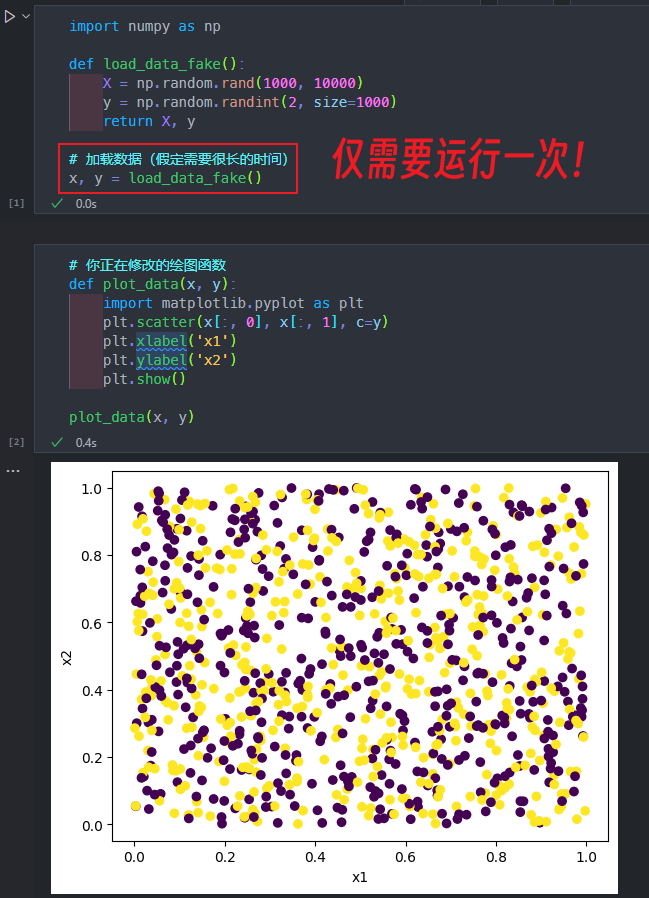 import numpy as np
def load_data_fake():
X = np.random.rand(1000, 10000)
y = np.random.randint(2, size=1000)
return X, y
# 加载数据（假定需要很长的时间）
x, y = load_data_fake()
仅需要运行一次！
[1]
0.0s
# 你正在修改的绘图函数
def plot_data(x, y):
import matplotlib.pyplot as plt
plt.scatter(x[:, 0], x[:, 1], c=y)
plt.xlabel('x1')
plt.ylabel('x2')
plt.show()
plot_data(x, y)
[2]
0.4s
...
1.0
0.8
0.6
0.4
0.2
0.0
x2
0.0 0.2 0.4 0.6 0.8 1.0
x1